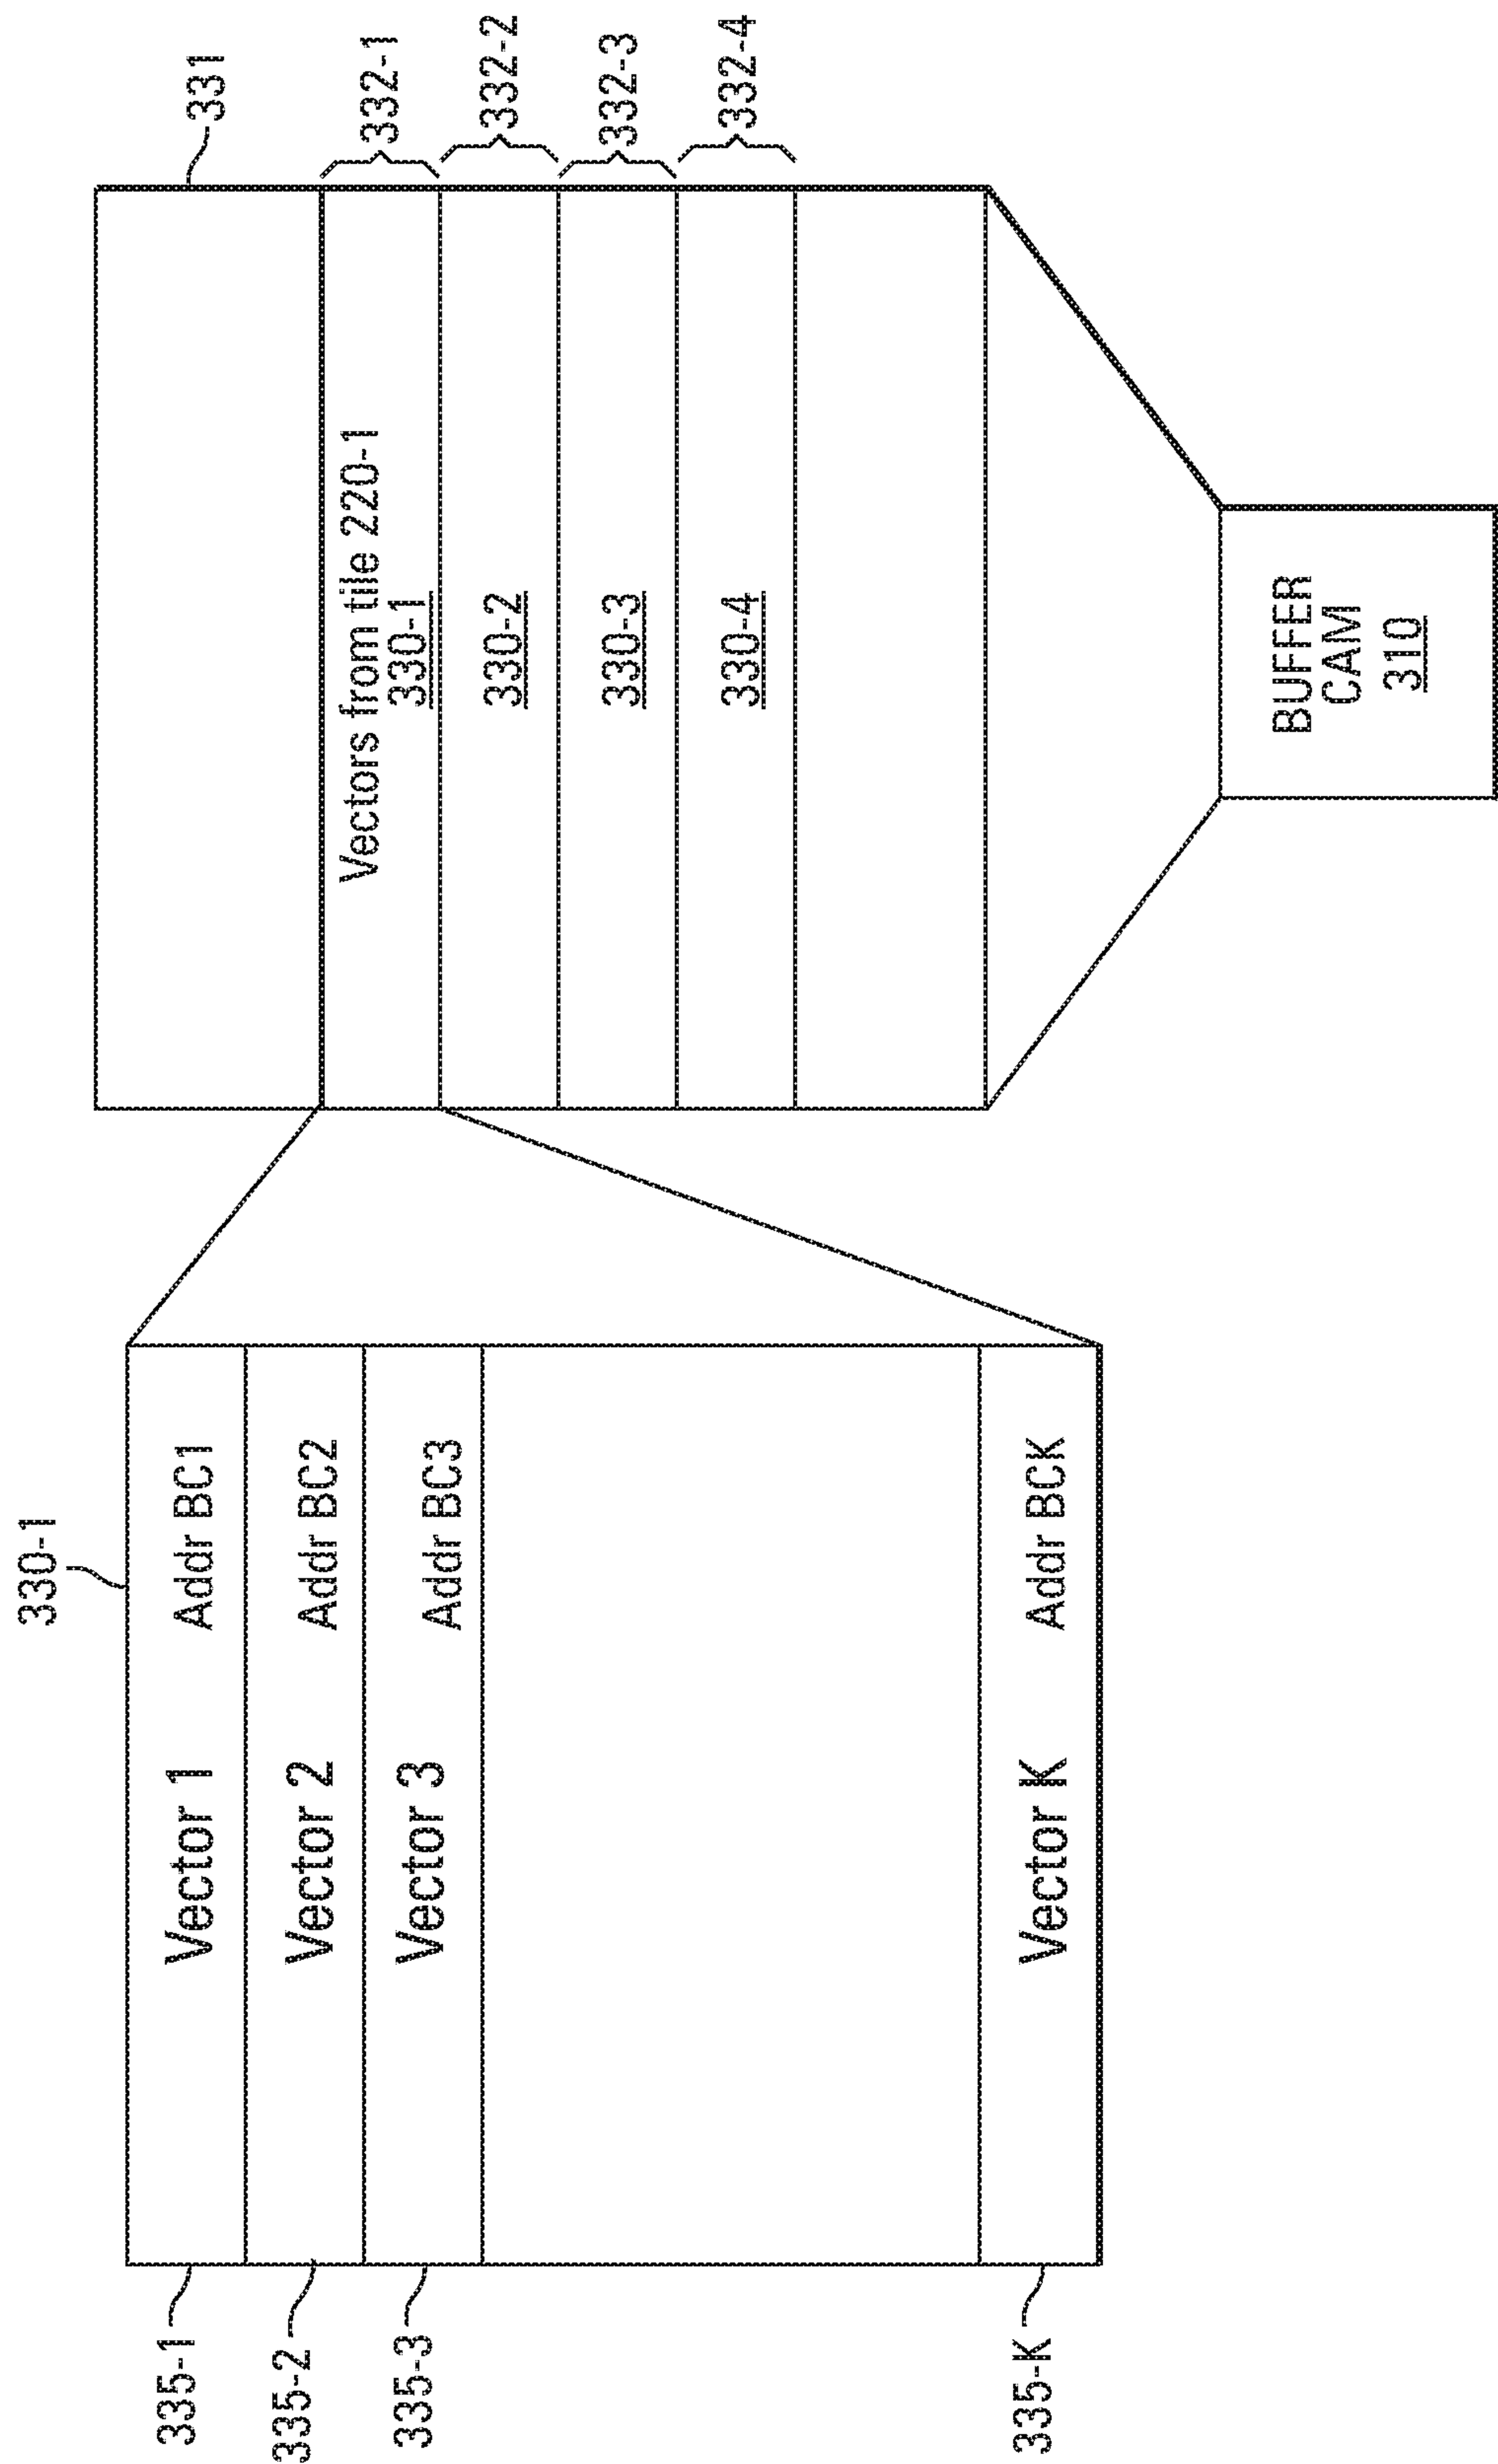 330-1
335-1
Vector 1
Addr BC1
335-2
Vector 2
Addr BC2
335-3
Vector 3
Addr BC3
335-K
Vector K
Addr BCK
331
Vectors from tile 220-1
330-1
332-1
330-2
332-2
330-3
332-3
330-4
332-4
BUFFER
CAM
310